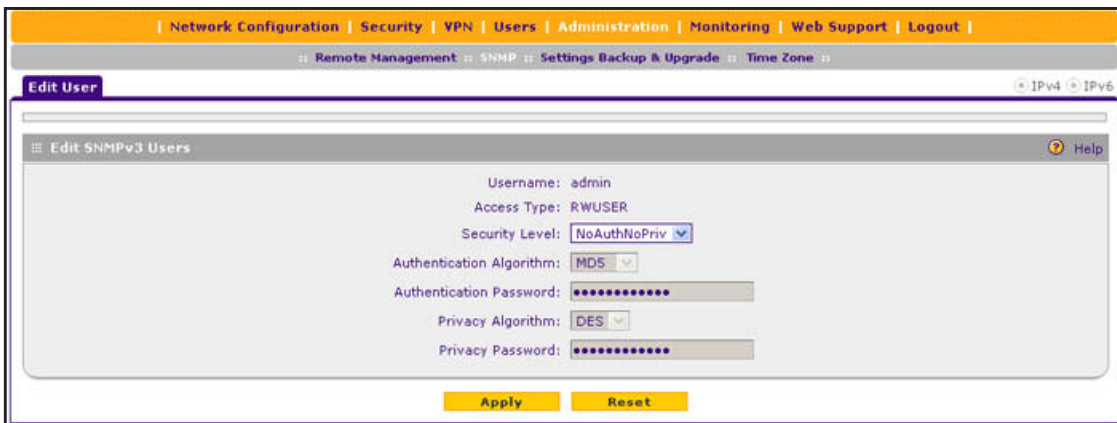 | Network Configuration | Security | VPN | Users | Administration | Monitoring | Web Support | Logout |
:: Remote Management :: SNMP :: Settings Backup & Upgrade :: Time Zone ::
Edit User IPv4 IPv6
Edit SNMPv3 Users Help
Username: admin
Access Type: RWUSER
Security Level: NoAuthNoPriv
Authentication Algorithm: MD5
Authentication Password: ••••••••••••
Privacy Algorithm: DES
Privacy Password: ••••••••••••
Apply Reset